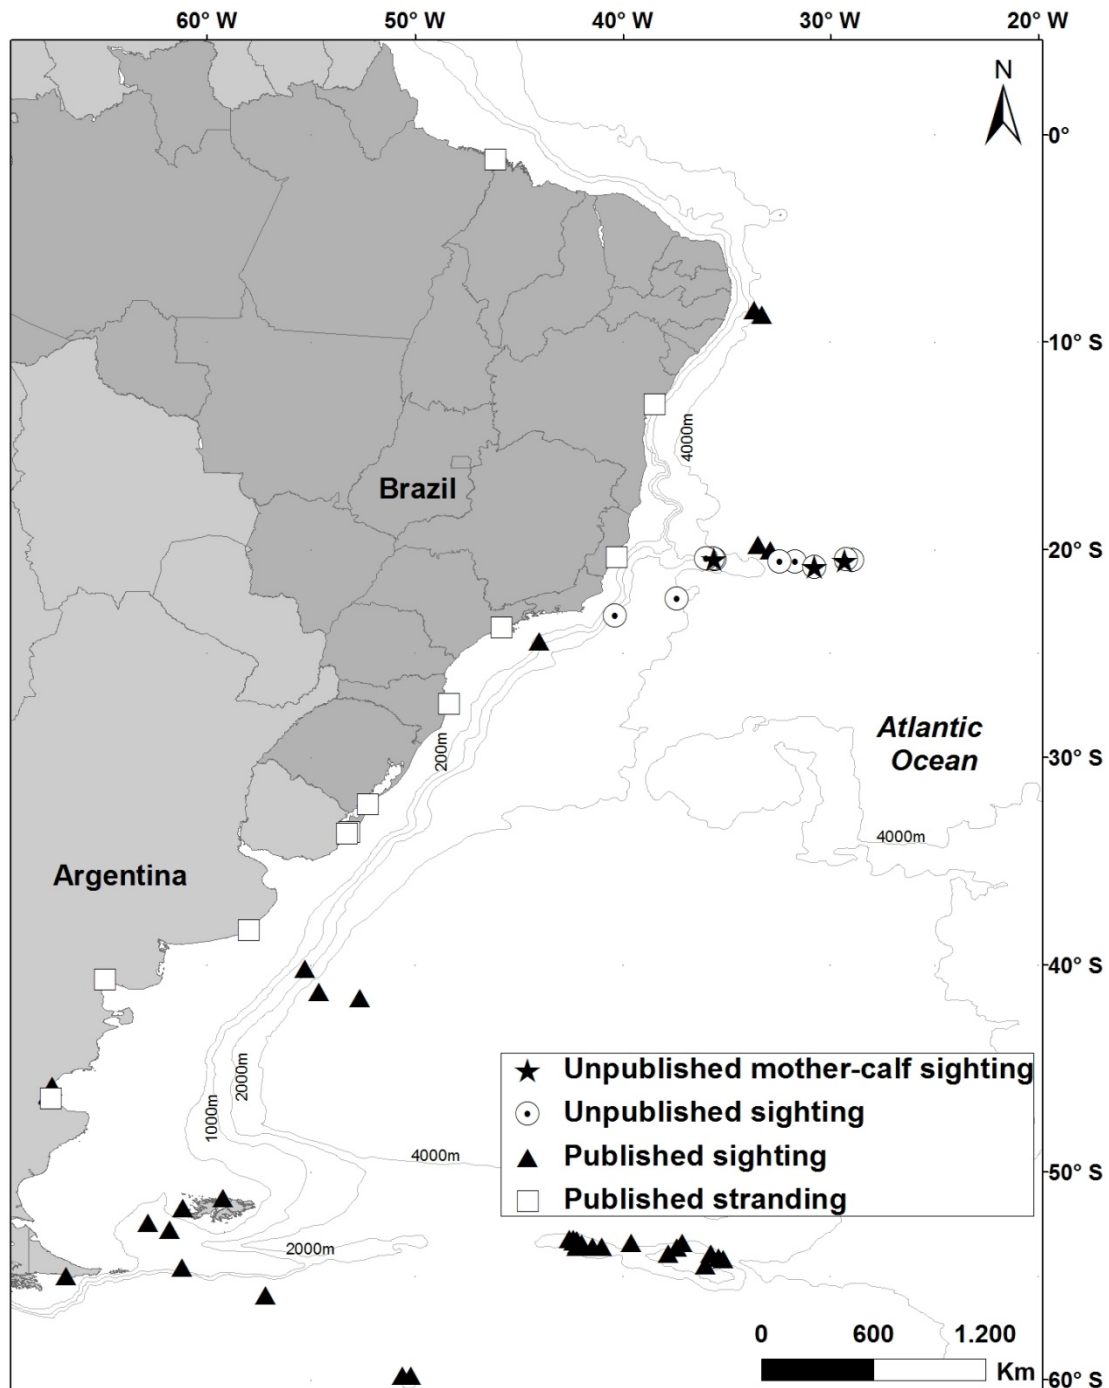 60° W 50° W 40° W 30° W 20° W
N
0°
10° S
4000m
Brazil
20° S
Atlantic
Ocean
200m
30° S
4000m
Argentina
40° S
Unpublished mother-calf sighting
2000m
1000m
Unpublished sighting
4000m
Published sighting
50° S
Published stranding
2000m
0 600 1.200
Km
60° S